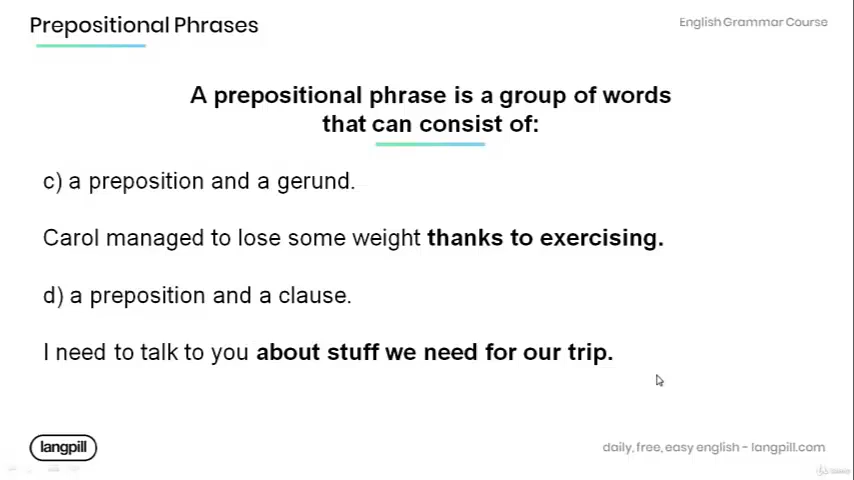 Prepositional Phrases
English Grammar Course
A prepositional phrase is a group of words
that can consist of:
c) a preposition and a gerund.
Carol managed to lose some weight thanks to exercising.
d) a preposition and a clause.
I need to talk to you about stuff we need for our trip.
langpill
daily, free, easy english - langpill.com